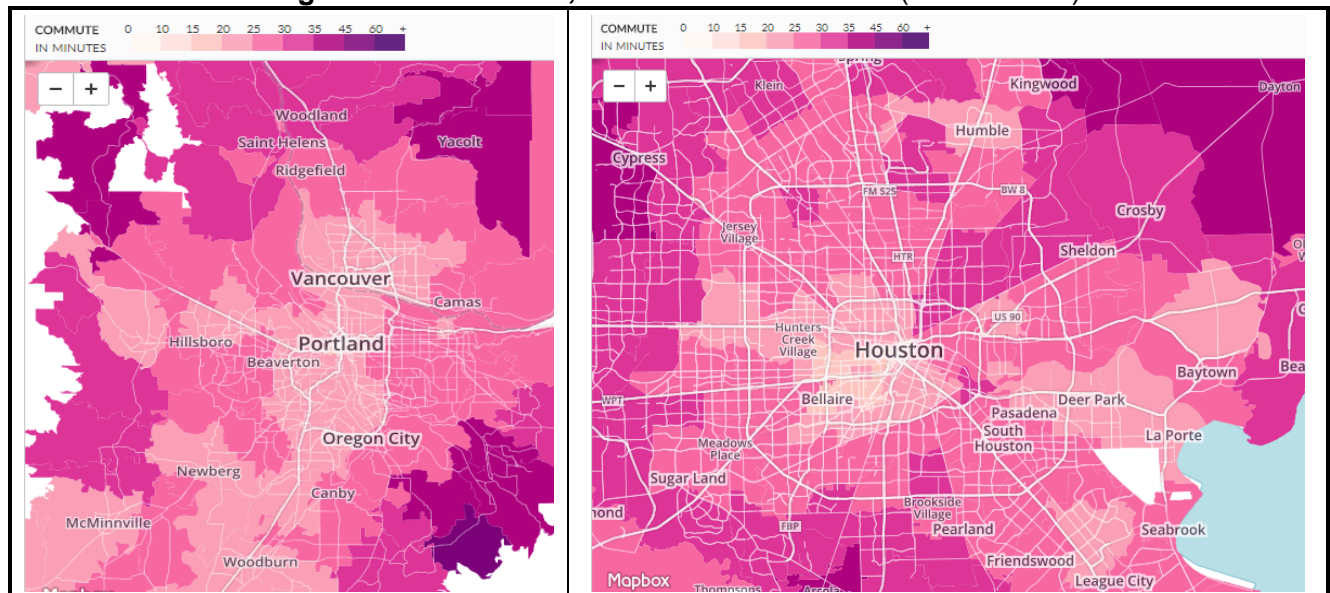 COMMUTE 0 10 15 20 25 30 35 45 60 +
IN MINUTES
− +
Woodland
Saint Helens
Yacolt
Ridgefield
Vancouver
Camas
Portland
Hillsboro
Beaverton
Oregon City
Newberg
Canby
McMinnville
Woodburn
COMMUTE 0 10 15 20 25 30 35 45 60 +
IN MINUTES
− +
Spring
Klein
Kingwood
Dayton
Humble
Cypress
FM 525
BW 8
Crosby
Jersey
Village
Sheldon
HTR
US 90
Hunters
Creek
Village
Houston
Baytown
Bea
WPT
Bellaire
Deer Park
Pasadena
South
Houston
La Porte
Meadows
Place
Sugar Land
mond
Brookside
Village
FBP
Pearland
Seabrook
Friendswood
Mapbox
League City